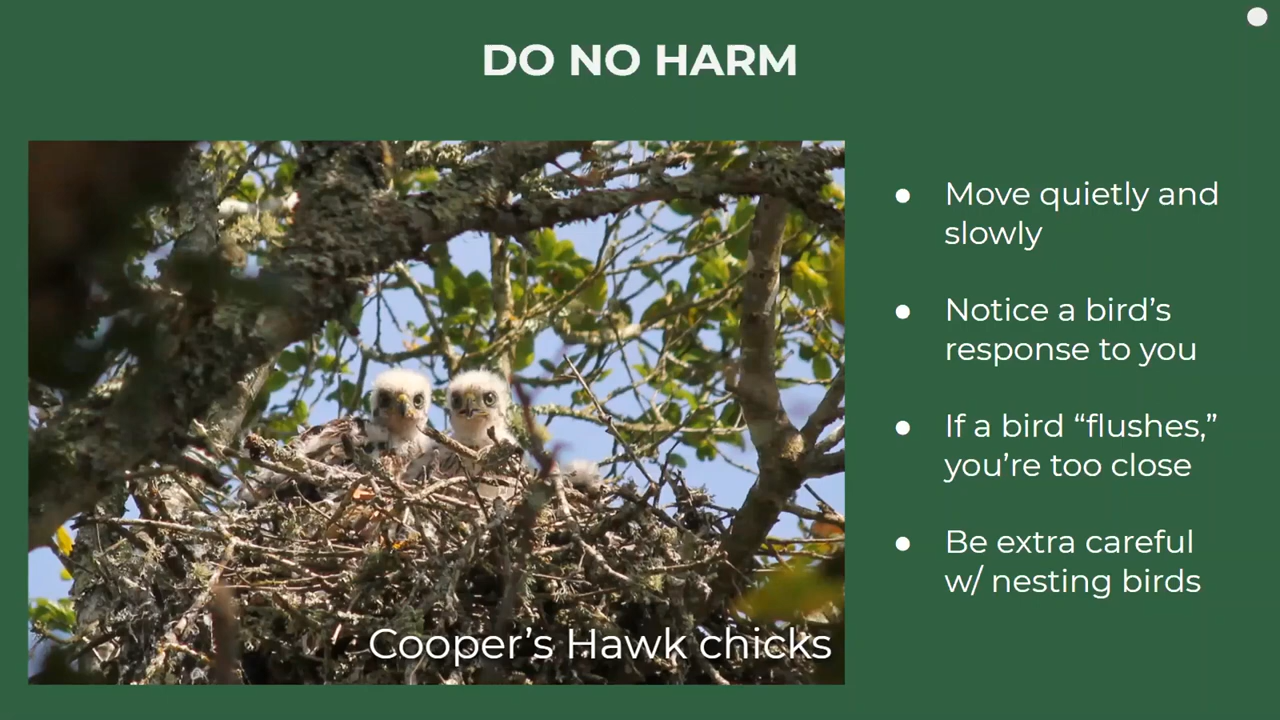 DO NO HARM
Cooper's Hawk chicks
● Move quietly and
slowly
● Notice a bird’s
response to you
● If a bird “flushes,”
you’re too close
● Be extra careful
w/ nesting birds